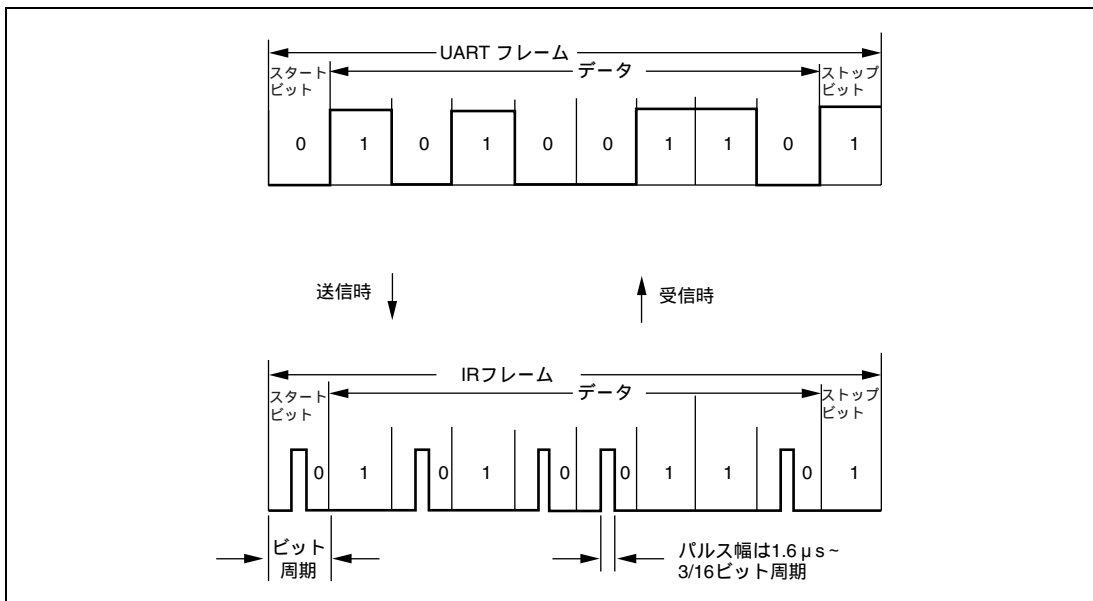 UART フレーム
スタート
ビット
データ
ストップ
ビット
0 1 0 1 0 0 1 1 0 1
送信時
受信時
IRフレーム
スタート
ビット
データ
ストップ
ビット
0 1 0 1 0 0 1 1 0 1
ビット
周期
パルス幅は1.6μs~
3/16ビット周期